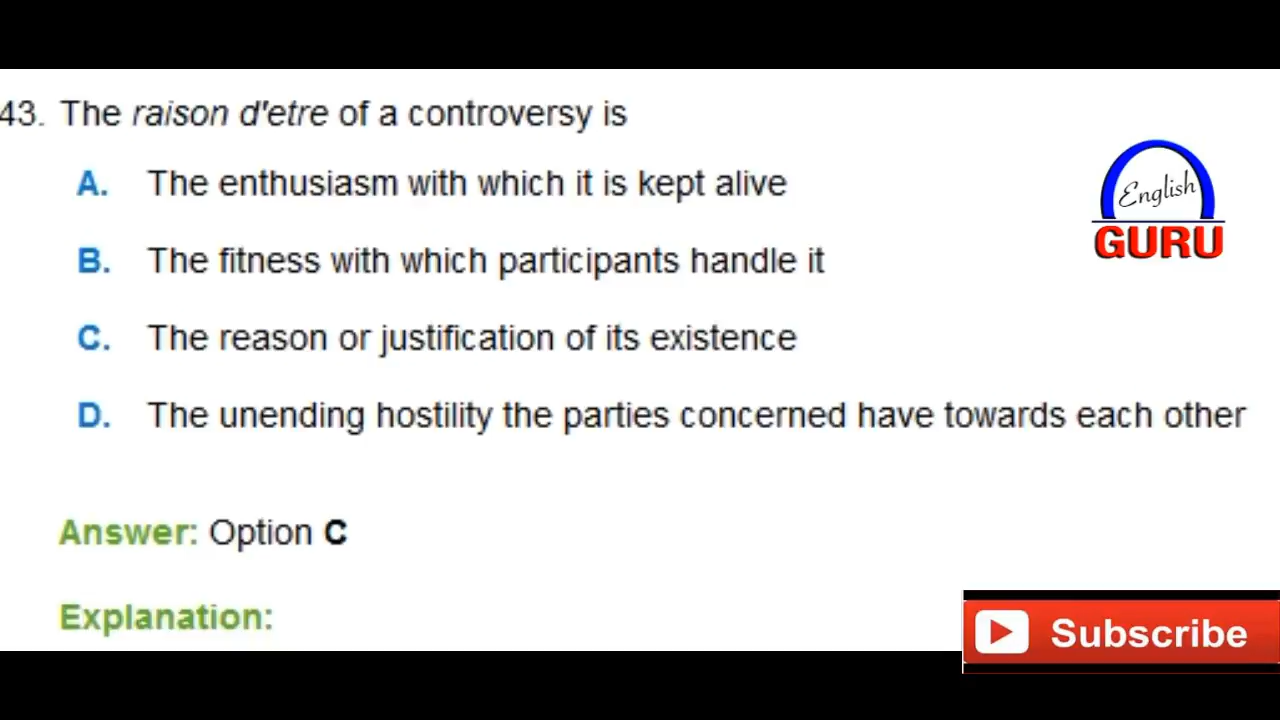 43. The raison d'etre of a controversy is
A. The enthusiasm with which it is kept alive
English
GURU
B. The fitness with which participants handle it
C. The reason or justification of its existence
D. The unending hostility the parties concerned have towards each other
Answer: Option C
Explanation:
Subscribe